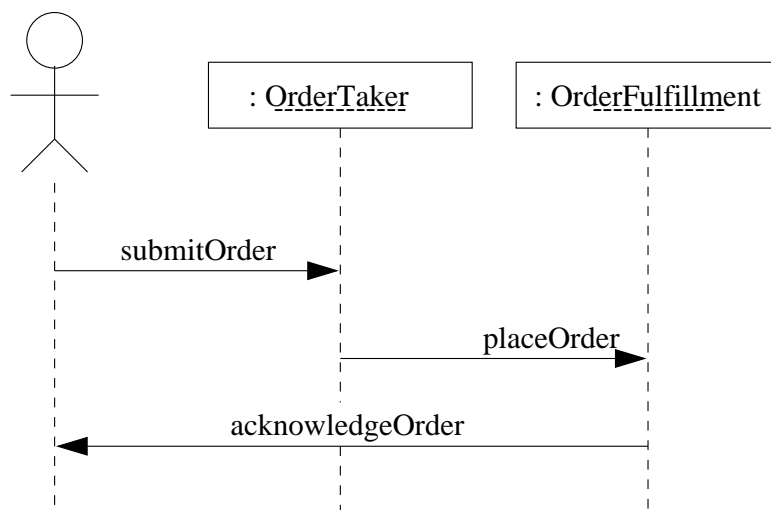 : OrderTaker
: OrderFulfillment
submitOrder
placeOrder
acknowledgeOrder